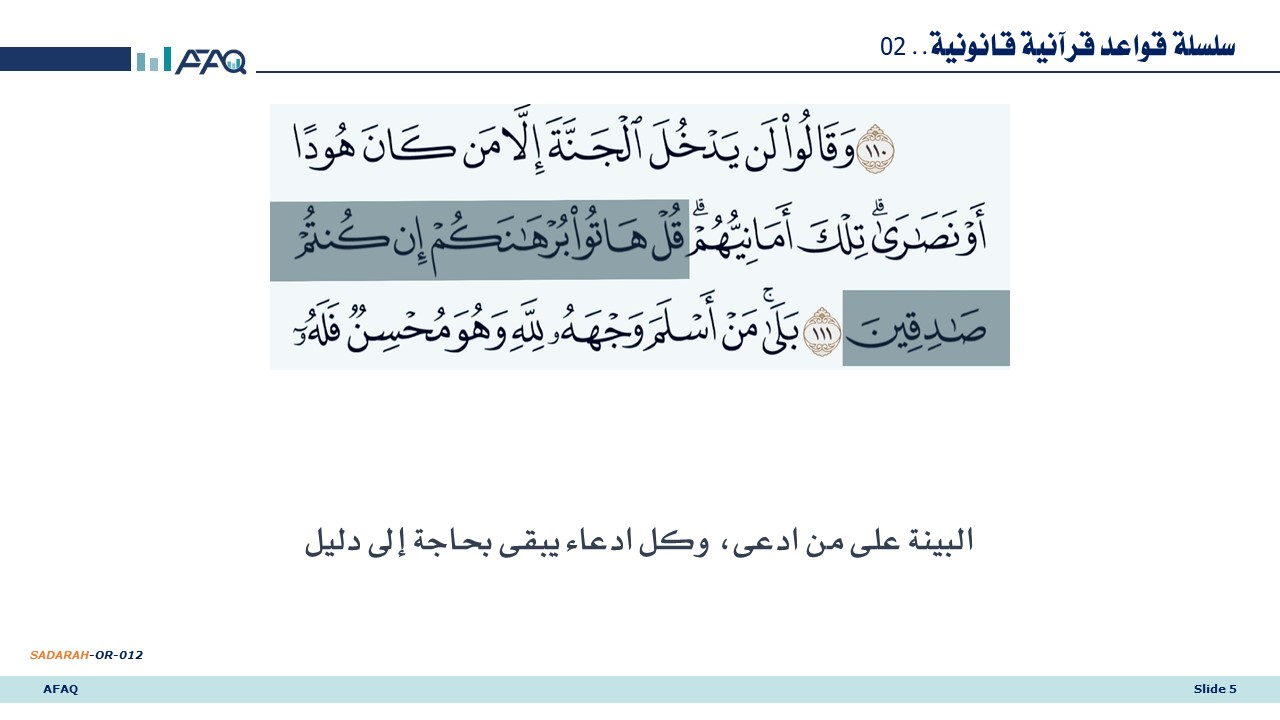 سلسلة قواعد قرآنية قانونية.. 02
AFAQ
١١٠ وَقَالُوا۟ لَن يَدْخُلَ ٱلْجَنَّةَ إِلَّا مَن كَانَ هُودًا
أَوْ نَصَـٰرَىٰ ۗ تِلْكَ أَمَانِيُّهُمْ ۗ قُلْ هَاتُوا۟ بُرْهَـٰنَكُمْ إِن كُنتُمْ
صَـٰدِقِينَ ١١١ بَلَىٰ ۚ مَنْ أَسْلَمَ وَجْهَهُۥ لِلَّهِ وَهُوَ مُحْسِنٌ فَلَهُۥٓ
البينة على من ادعى، وكل ادعاء يبقى بحاجة إلى دليل
SADARAH-OR-012
AFAQ
Slide 5